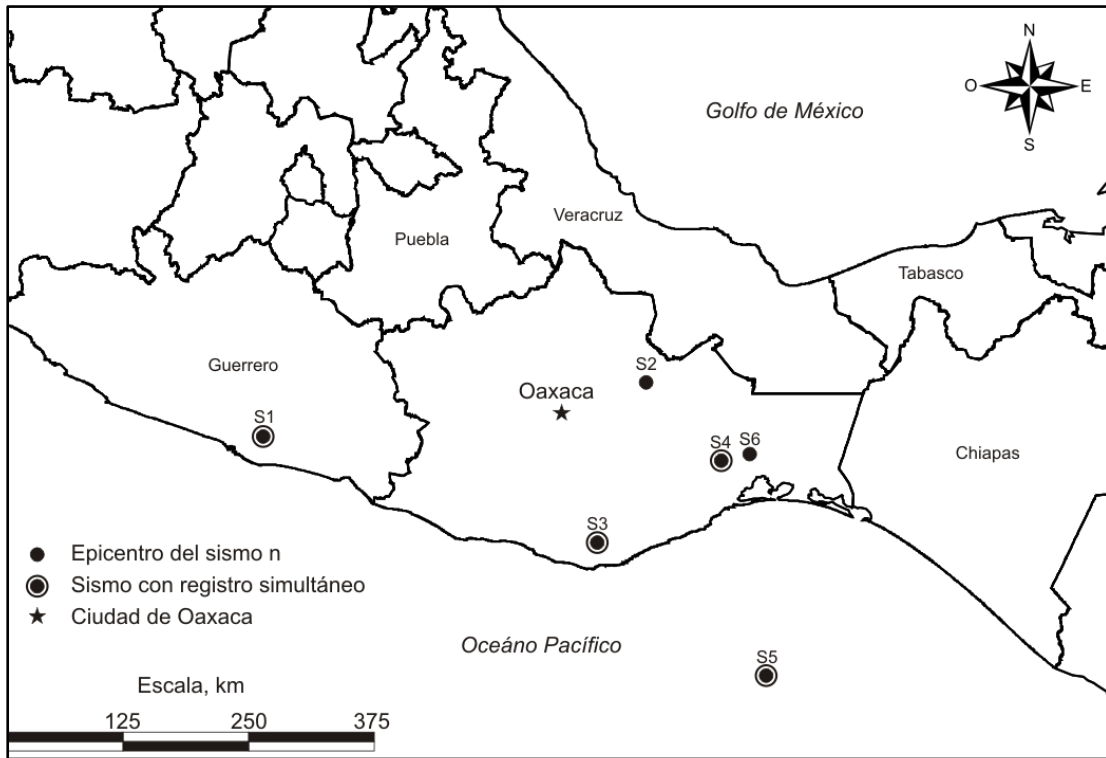 N
O
E
S
Golfo de México
Veracruz
Puebla
Tabasco
Guerrero
S2
Oaxaca
S1
S4
S6
Chiapas
S3
Epicentro del sismo n
Sismo con registro simultáneo
Ciudad de Oaxaca
Oceáno Pacífico
S5
Escala, km
125
250
375